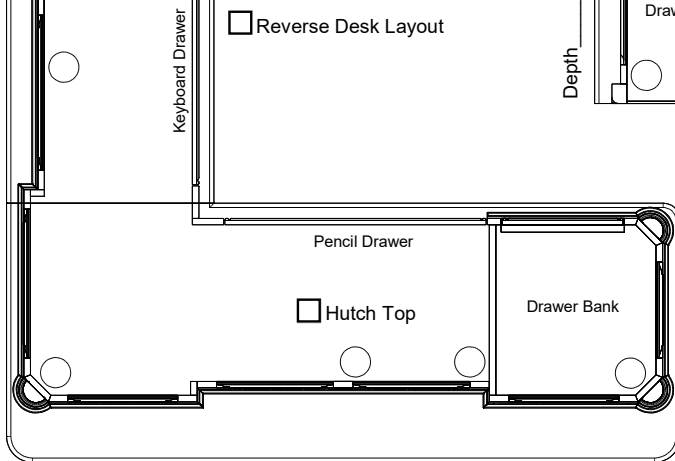 Reverse Desk Layout
Keyboard Drawer
Depth
Pencil Drawer
Hutch Top
Drawer Bank